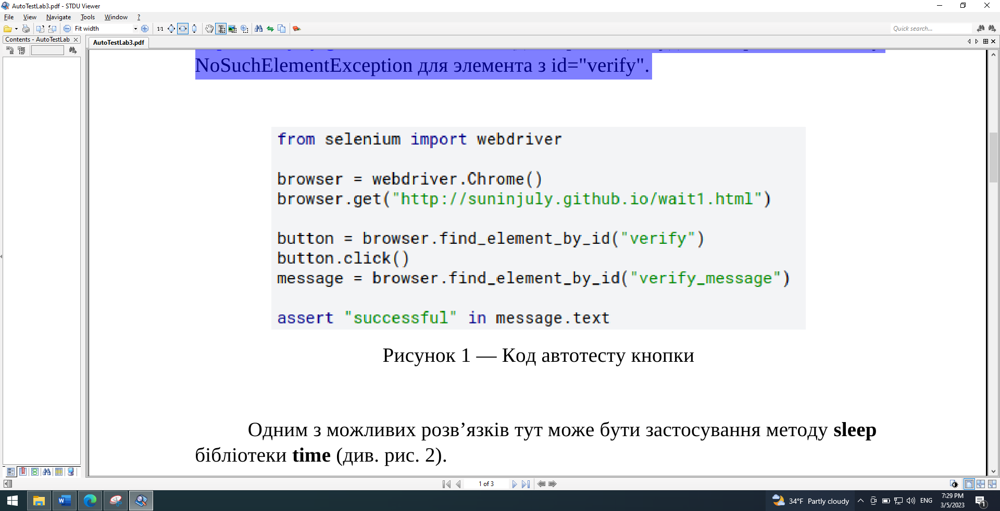 AutoTestLab3.pdf - STDU Viewer
File View Navigate Tools Window ?
Fit width
1:1
Quick search...
Contents - AutoTestLab
AutoTestLab3.pdf
NoSuchElementException для элемента з id="verify".
from selenium import webdriver
browser = webdriver.Chrome()
browser.get("http://suninjuly.github.io/wait1.html")
button = browser.find_element_by_id("verify")
button.click()
message = browser.find_element_by_id("verify_message")
assert "successful" in message.text
Рисунок 1 — Код автотесту кнопки
Одним з можливих розв’язків тут може бути застосування методу sleep
бібліотеки time (див. рис. 2).
1 of 3
34°F Partly cloudy
ENG
7:29 PM
3/5/2023
1